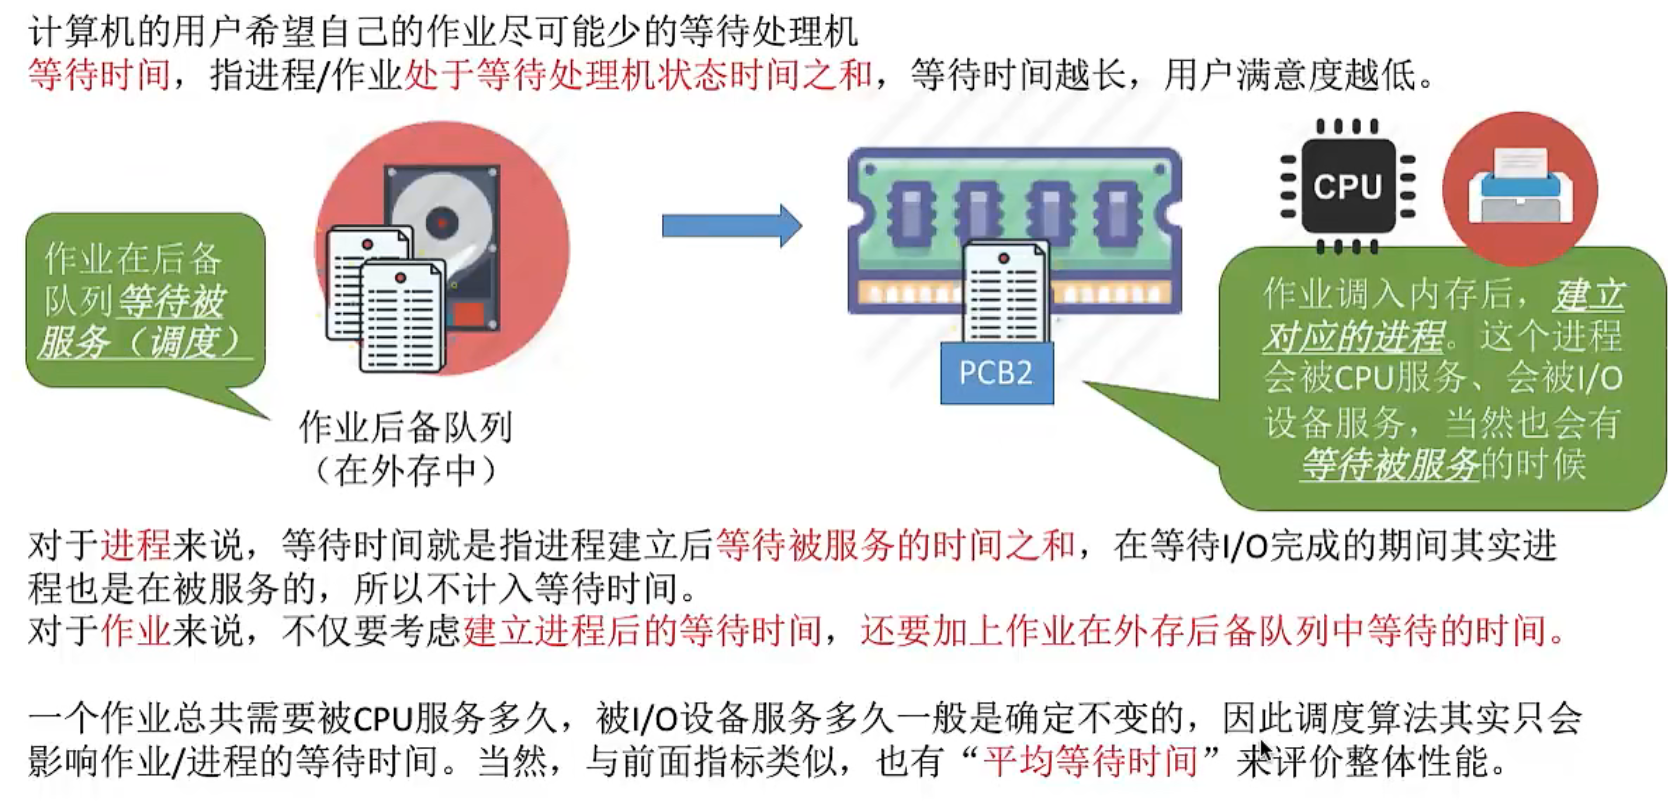 计算机的用户希望自己的作业尽可能少的等待处理机
等待时间，指进程/作业处于等待处理机状态时间之和，等待时间越长，用户满意度越低。
CPU
作业在后备
队列等待被
服务（调度）
作业调入内存后，建立
对应的进程。这个进程
会被CPU服务、会被I/O
设备服务，当然也会有
等待被服务的时候
PCB2
作业后备队列
（在外存中）
对于进程来说，等待时间就是指进程建立后等待被服务的时间之和，在等待I/O完成的期间其实进
程也是在被服务的，所以不计入等待时间。
对于作业来说，不仅要考虑建立进程后的等待时间，还要加上作业在外存后备队列中等待的时间。
一个作业总共需要被CPU服务多久，被I/O设备服务多久一般是确定不变的，因此调度算法其实只会
影响作业/进程的等待时间。当然，与前面指标类似，也有“平均等待时间”来评价整体性能。